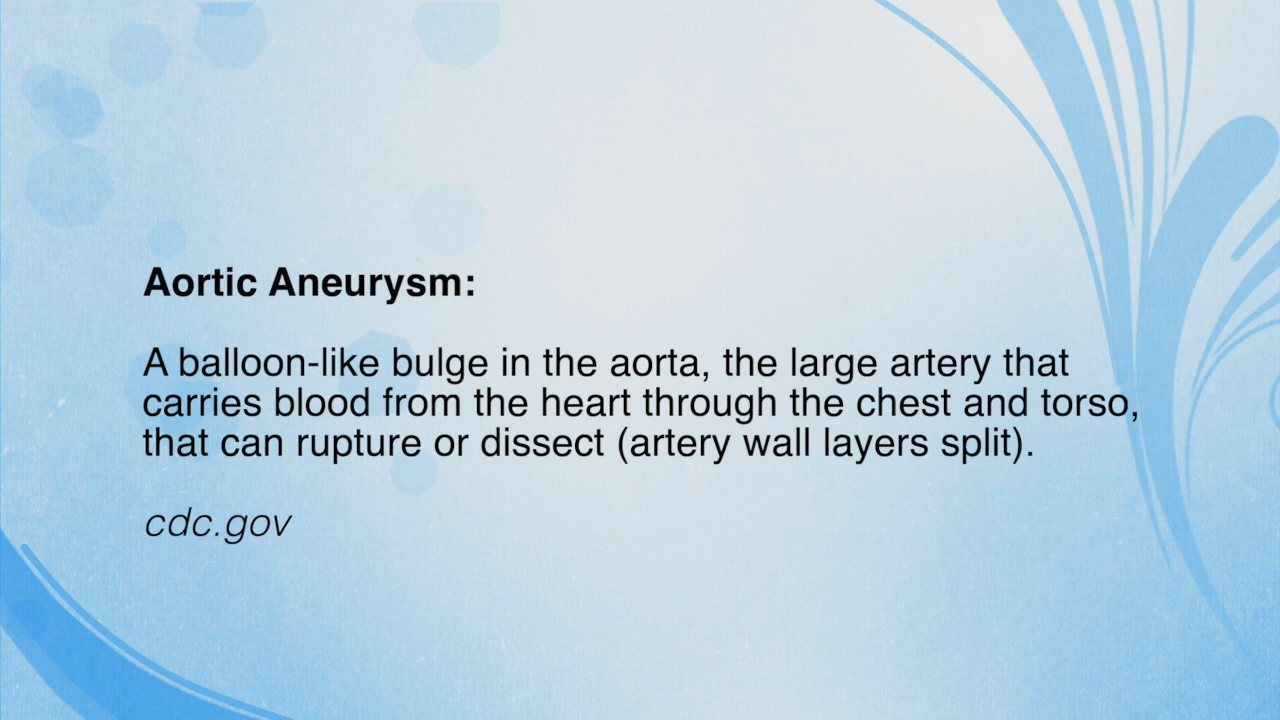 Aortic Aneurysm:
A balloon-like bulge in the aorta, the large artery that
carries blood from the heart through the chest and torso,
that can rupture or dissect (artery wall layers split).
cdc.gov